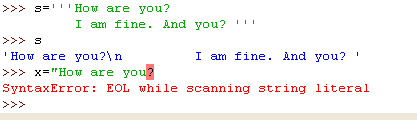 >>> s='''How are you?
         I am fine. And you? '''
>>> s
'How are you?\n         I am fine. And you? '
>>> x="How are you?
SyntaxError: EOL while scanning string literal
>>>